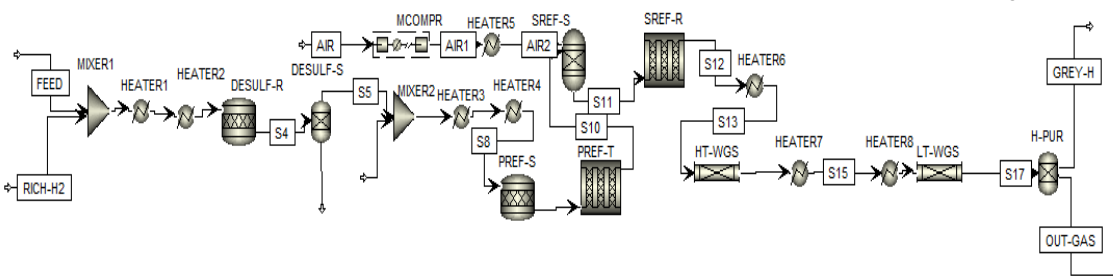 MCOMPR HEATER5 SREF-S SREF-R
AIR AIR1 AIR2 S12
MIXER1 FEED HEATER1 HEATER2 DESULF-R DESULF-S S5 MIXER2 HEATER3 HEATER4 HEATER6 GREY-H
S11
S4 S10 S13
S8 HT-WGS HEATER7 HEATER8 LT-WGS H-PUR
PREF-S PREF-T S15 S17
RICH-H2
OUT-GAS